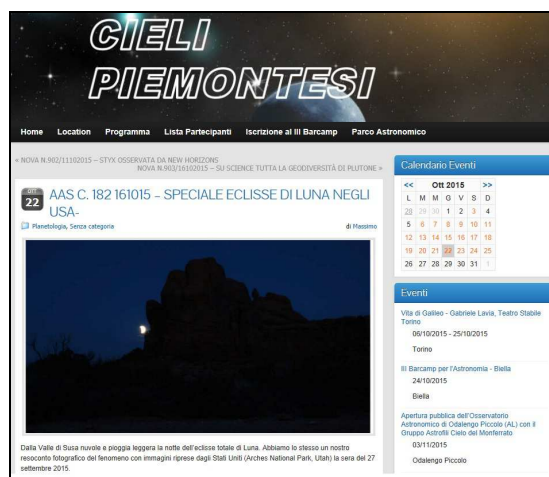 CIELI
PIEMONTESI
Home Location Programma Lista Partecipanti Iscrizione al III Barcamp Parco Astronomico
« NOVA N.902/11102015 – STYX OSSERVATA DA NEW HORIZONS
NOVA N.903/16102015 – SU SCIENCE TUTTA LA GEODIVERSITÀ DI PLUTONE »
OTT
22
AAS C. 182 161015 – SPECIALE ECLISSE DI LUNA NEGLI
USA-
Planetologia, Senza categoria di Massimo
Dalla Valle di Susa nuvole e pioggia leggera la notte dell'eclisse totale di Luna. Abbiamo lo stesso un nostro
resoconto fotografico del fenomeno con immagini riprese dagli Stati Uniti (Arches National Park, Utah) la sera del 27
settembre 2015.
Calendario Eventi
<< Ott 2015 >>
L M M G V S D
28 29 30 1 2 3 4
5 6 7 8 9 10 11
12 13 14 15 16 17 18
19 20 21 22 23 24 25
26 27 28 29 30 31 1
Eventi
Vita di Galileo - Gabriele Lavia, Teatro Stabile
Torino
06/10/2015 - 25/10/2015
Torino
III Barcamp per l'Astronomia - Biella
24/10/2015
Biella
Apertura pubblica dell'Osservatorio
Astronomico di Odalengo Piccolo (AL) con il
Gruppo Astrofili Cielo del Monferrato
03/11/2015
Odalengo Piccolo